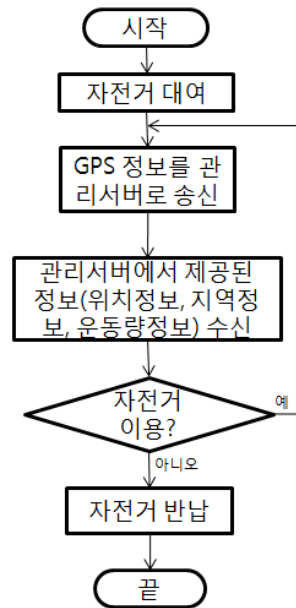 시작
자전거 대여
GPS 정보를 관
리서버로 송신
관리서버에서 제공된
정보(위치정보, 지역정
보, 운동량정보) 수신
자전거
이용?
예
아니오
자전거 반납
끝